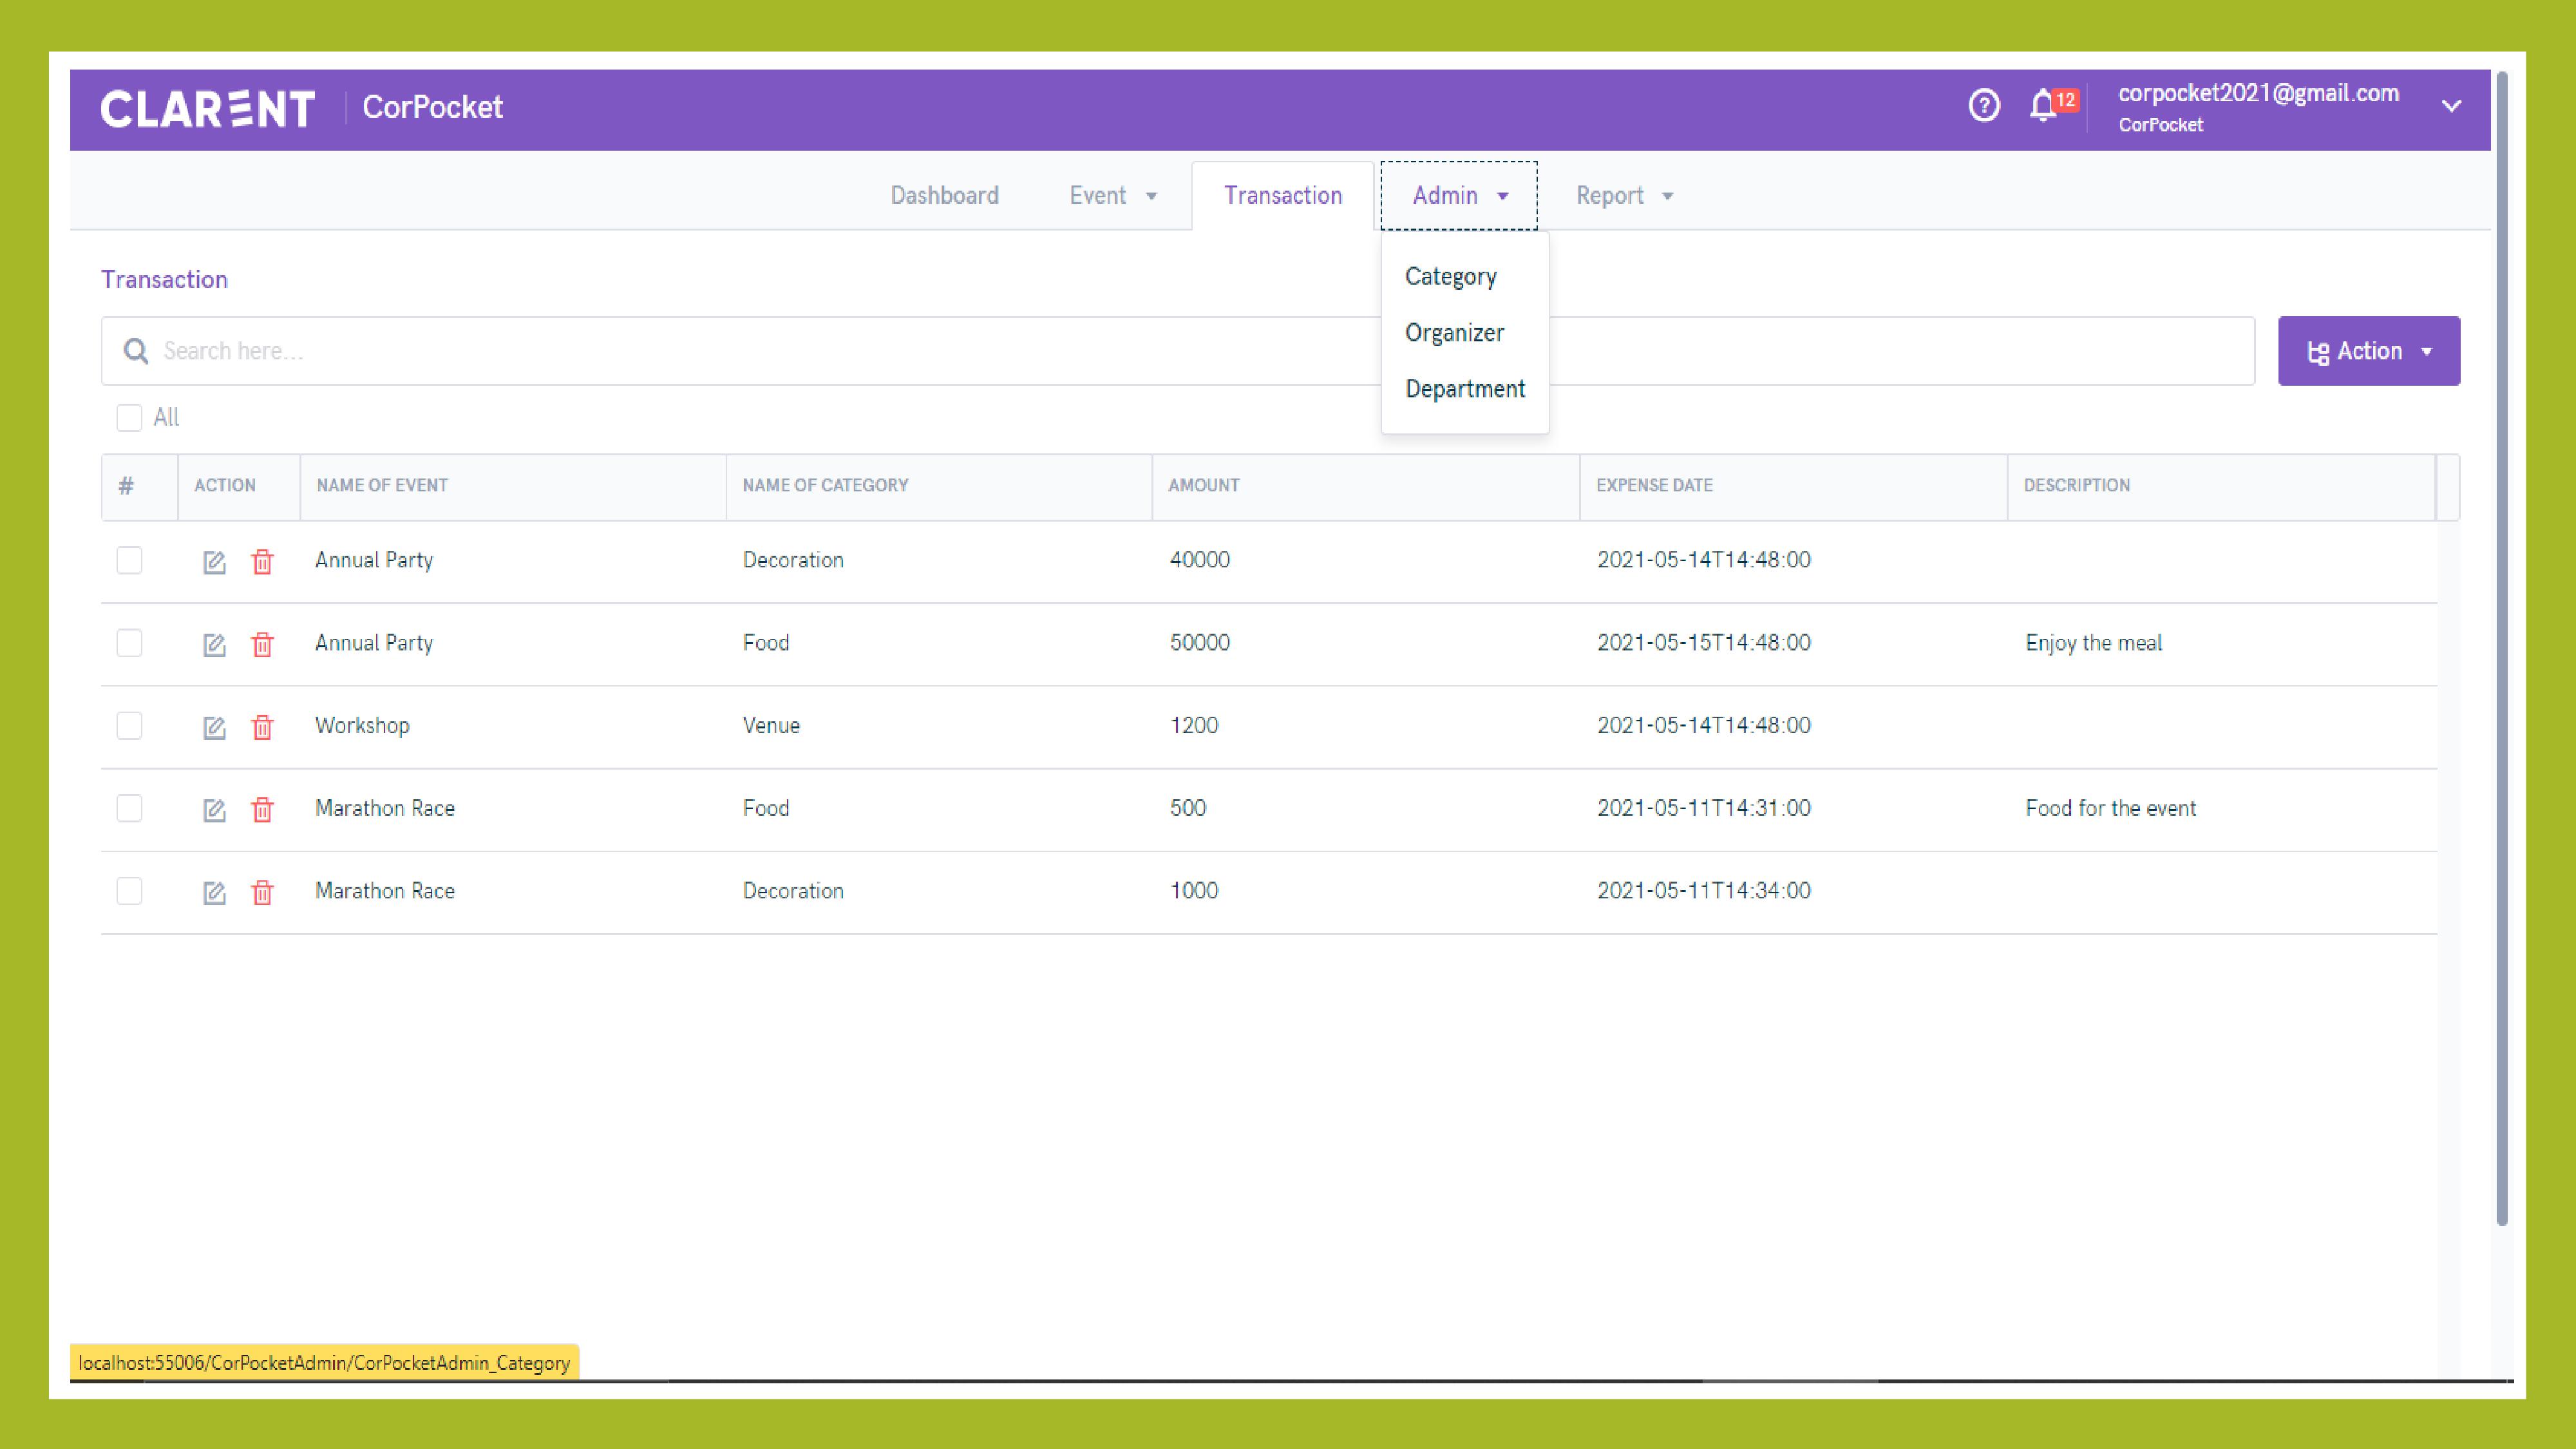 CLARENT CorPocket
? 12 corpocket2021@gmail.com
CorPocket
Dashboard Event Transaction Admin Report
Category
Organizer
Department
Transaction
Search here...
Action
All
# ACTION NAME OF EVENT NAME OF CATEGORY AMOUNT EXPENSE DATE DESCRIPTION
Annual Party Decoration 40000 2021-05-14T14:48:00
Annual Party Food 50000 2021-05-15T14:48:00 Enjoy the meal
Workshop Venue 1200 2021-05-14T14:48:00
Marathon Race Food 500 2021-05-11T14:31:00 Food for the event
Marathon Race Decoration 1000 2021-05-11T14:34:00
localhost:55006/CorPocketAdmin/CorPocketAdmin_Category